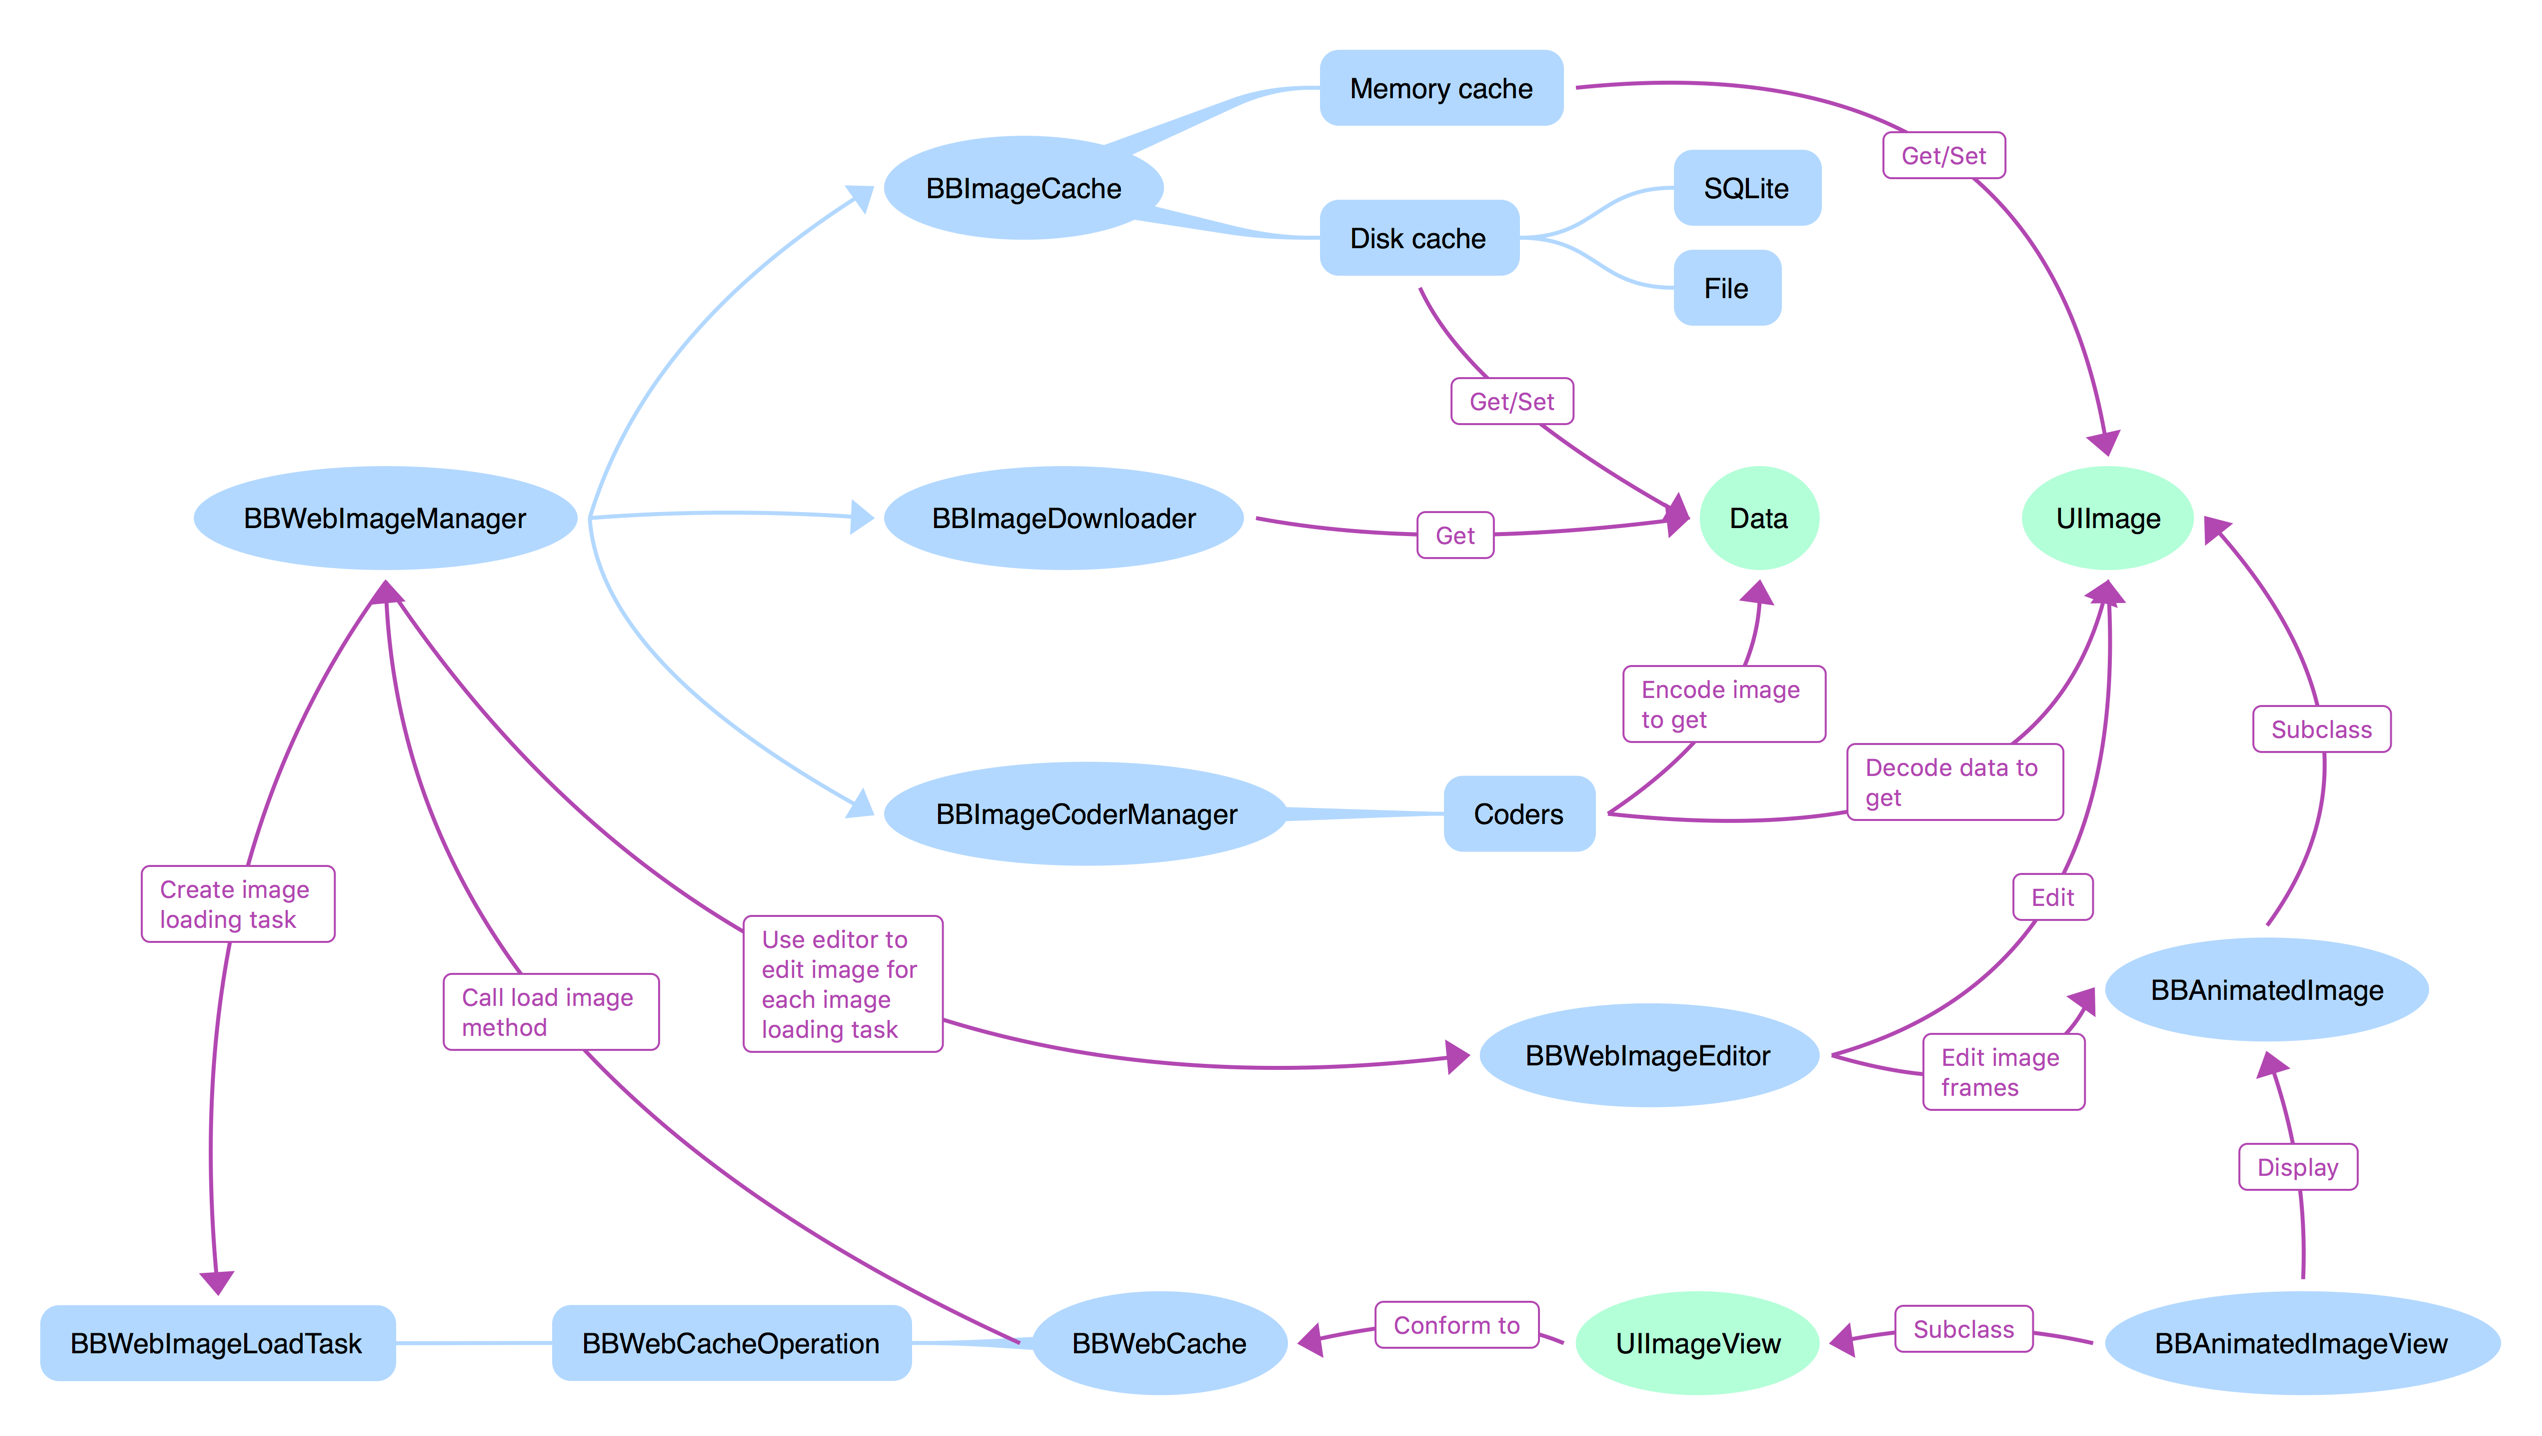 Memory cache
Get/Set
BBImageCache
SQLite
Disk cache
File
Get/Set
BBWebImageManager
BBImageDownloader
Get
Data
UIImage
Encode image
to get
Subclass
Decode data to
get
BBImageCoderManager
Coders
Create image
loading task
Edit
Use editor to
edit image for
each image
loading task
Call load image
method
BBAnimatedImage
BBWebImageEditor
Edit image
frames
Display
BBWebImageLoadTask
BBWebCacheOperation
BBWebCache
Conform to
UIImageView
Subclass
BBAnimatedImageView